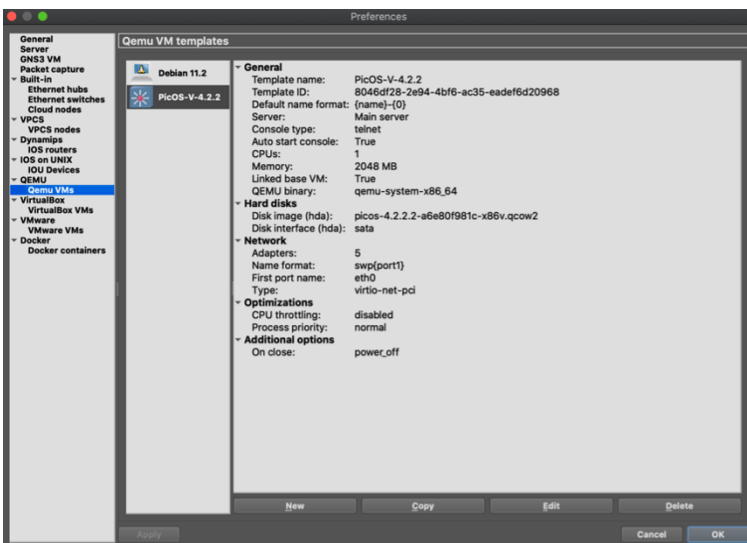 Preferences
General
Server
GNS3 VM
Packet capture
Built-in
Ethernet hubs
Ethernet switches
Cloud nodes
VPCS
VPCS nodes
Dynamips
IOS routers
IOS on UNIX
IOU Devices
QEMU
Qemu VMs
VirtualBox
VirtualBox VMs
VMware
VMware VMs
Docker
Docker containers
Qemu VM templates
Debian 11.2
PicOS-V-4.2.2
General
Template name: PicOS-V-4.2.2
Template ID: 8046df28-2e94-4bf6-ac35-eadef6d20968
Default name format: {name}-{0}
Server: Main server
Console type: telnet
Auto start console: True
CPUs: 1
Memory: 2048 MB
Linked base VM: True
QEMU binary: qemu-system-x86_64
Hard disks
Disk image (hda): picos-4.2.2.2-a6e80f981c-x86v.qcow2
Disk interface (hda): sata
Network
Adapters: 5
Name format: swp{port1}
First port name: eth0
Type: virtio-net-pci
Optimizations
CPU throttling: disabled
Process priority: normal
Additional options
On close: power_off
New Copy Edit Delete
Apply Cancel OK